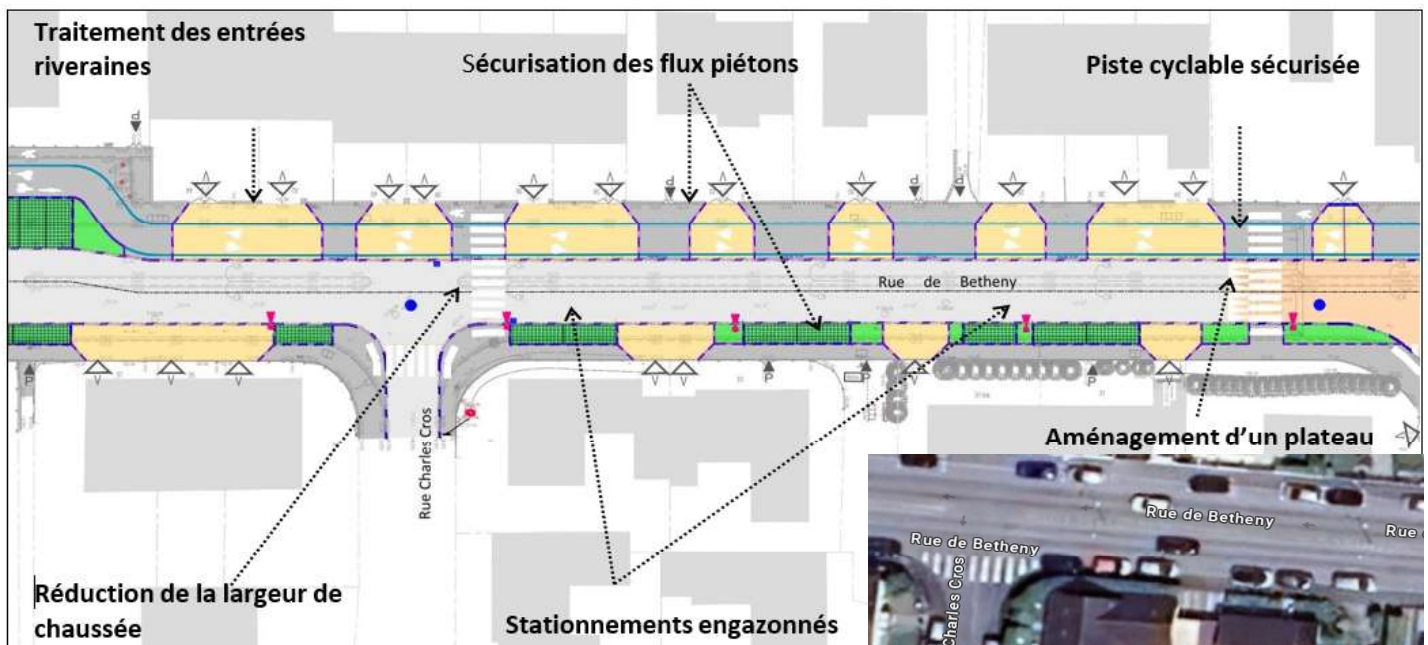 Traitement des entrées
riveraines
Sécurisation des flux piétons
Piste cyclable sécurisée
Rue de Betheny
Rue Charles Cros
Aménagement d'un plateau
Réduction de la largeur de
chaussée
Stationnements engazonnés
Rue de Betheny
Rue de Betheny
Rue
Charles Cros